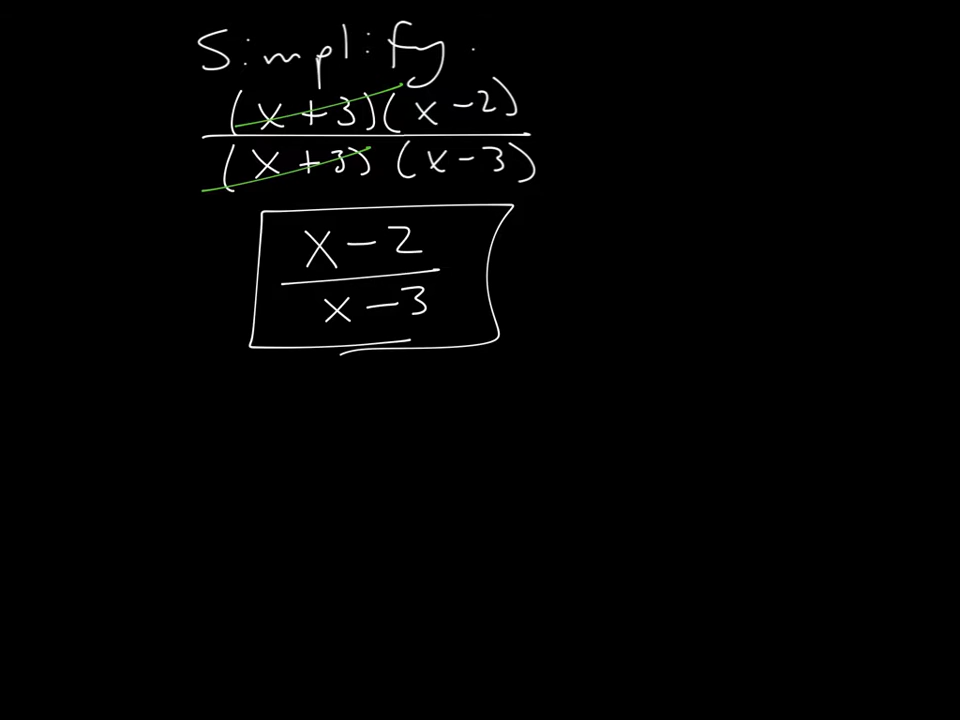 Simplify.
(x+3)(x-2)
(x+3)(x-3)
x-2
x-3